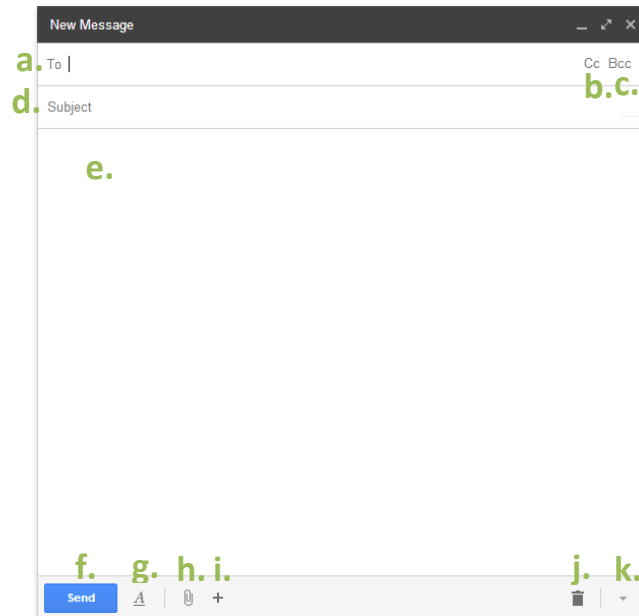 New Message
a. To Cc Bcc
b. c.
d. Subject
e.
f. g. h. i. j. k.
Send A +